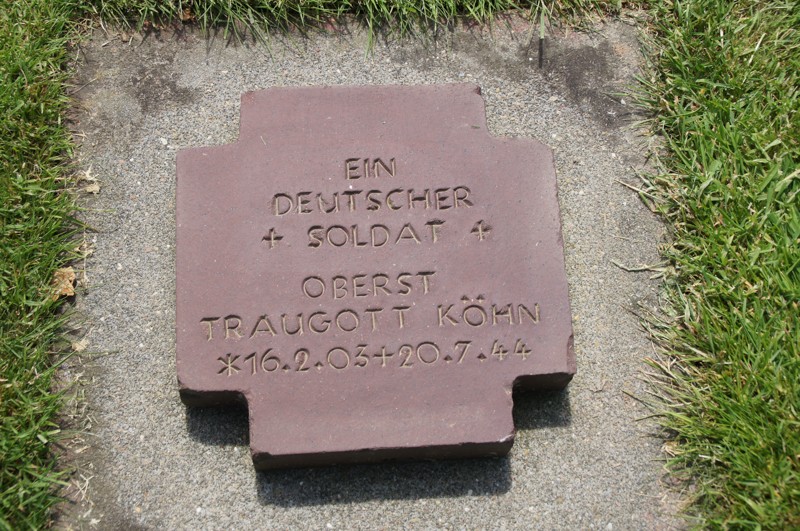 EIN
DEUTSCHER
+ SOLDAT +
OBERST
TRAUGOTT KÖHN
*16.2.03+20.7.44